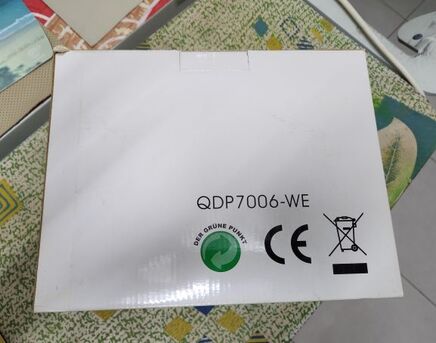 QDP7006-WE
DER GRÜNE PUNKT
CE